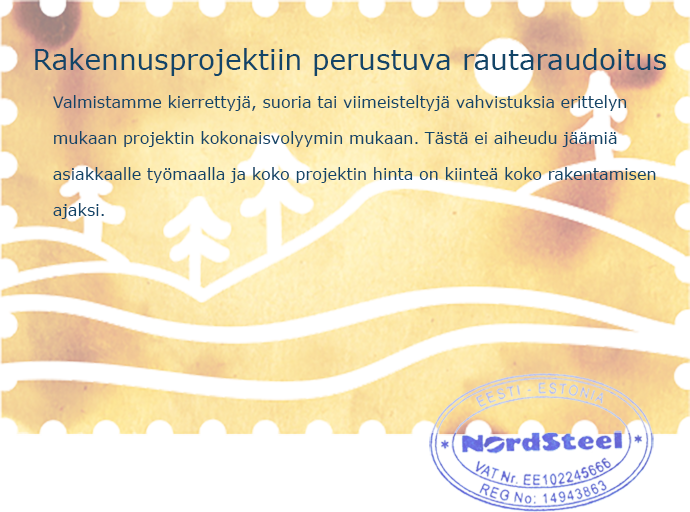 Rakennusprojektiin perustuva rautaraudoitus
Valmistamme kierrettyjä, suoria tai viimeisteltyjä vahvistuksia erittelyn
mukaan projektin kokonaisvolyymin mukaan. Tästä ei aiheudu jäämiä
asiakkaalle työmaalla ja koko projektin hinta on kiinteä koko rakentamisen
ajaksi.
EESTI - ESTONIA
* NordSteel *
VAT Nr. EE102245666
REG No: 14943863